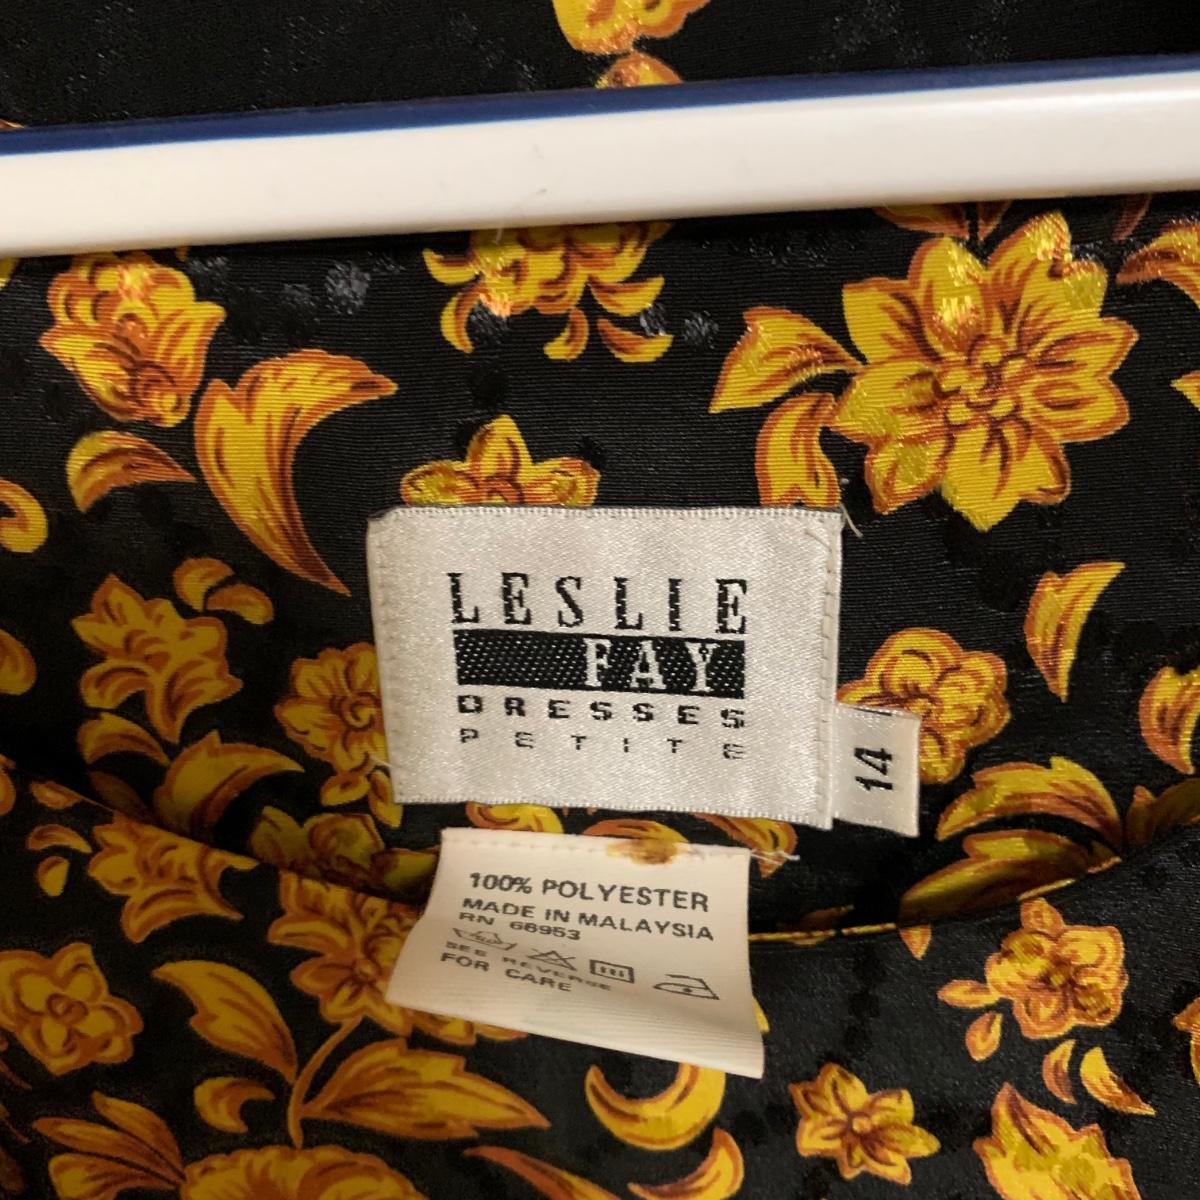 LESLIE
FAY
DRESSES
PETITE
14
100% POLYESTER
MADE IN MALAYSIA
RN 66953
SEE REVERSE
FOR CARE